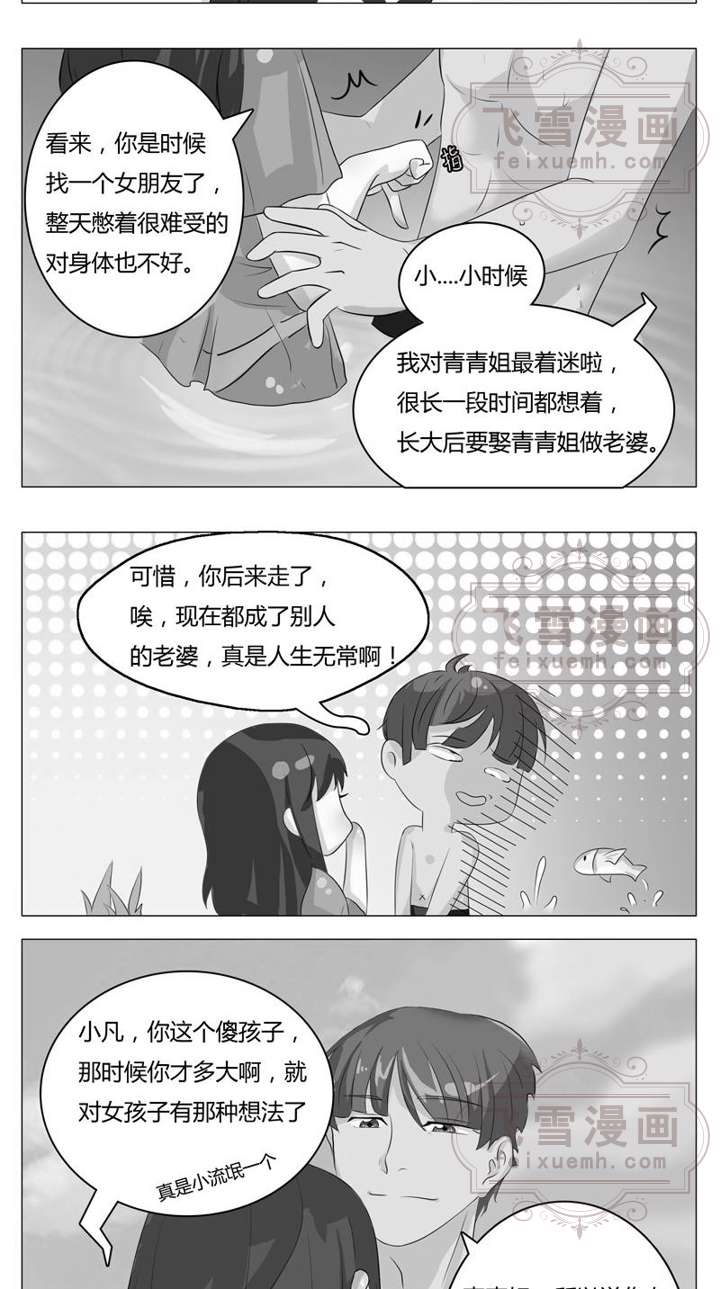 看来，你是时候
找一个女朋友了，
整天憋着很难受的
对身体也不好。
指
小....小时候
我对青青姐最着迷啦，
很长一段时间都想着，
长大后要娶青青姐做老婆。
飞雪漫画
feixuemh.com
可惜，你后来走了，
唉，现在都成了别人
的老婆，真是人生无常啊！
飞雪漫画
feixuemh.com
小凡，你这个傻孩子，
那时候你才多大啊，就
对女孩子有那种想法了
真是小流氓一个
飞雪漫画
feixuemh.com